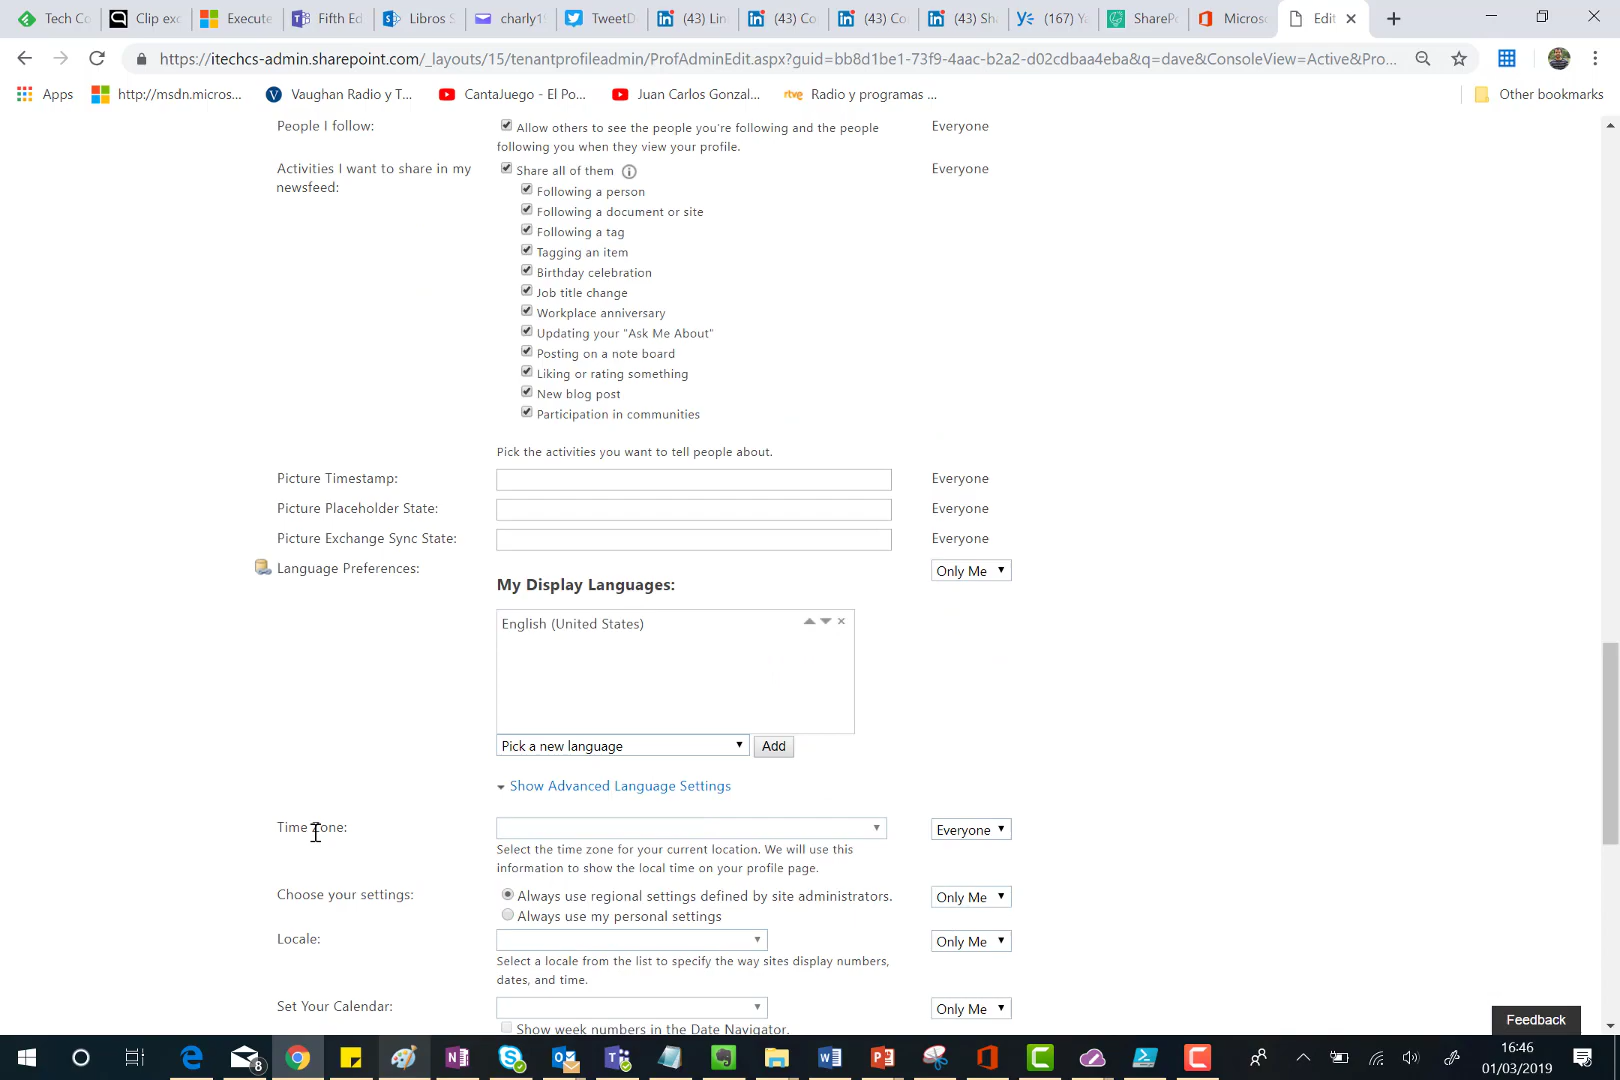 Tech Co
Clip exc
Execute
Fifth Ed
Libros S
charly1
TweetD
(43) Lin
(43) Co
(43) Co
(43) Sh
(167) Y
SharePo
Microso
Edit
https://itechcs-admin.sharepoint.com/_layouts/15/tenantprofileadmin/ProfAdminEdit.aspx?guid=bb8d1be1-73f9-4aac-b2a2-d02cdbaa4eba&q=dave&ConsoleView=Active&Pro...
Apps
http://msdn.micros...
Vaughan Radio y T...
CantaJuego - El Po...
Juan Carlos Gonzal...
rtve Radio y programas ...
Other bookmarks
People I follow:
Allow others to see the people you're following and the people
following you when they view your profile.
Everyone
Activities I want to share in my
newsfeed:
Share all of them
Everyone
Following a person
Following a document or site
Following a tag
Tagging an item
Birthday celebration
Job title change
Workplace anniversary
Updating your "Ask Me About"
Posting on a note board
Liking or rating something
New blog post
Participation in communities
Pick the activities you want to tell people about.
Picture Timestamp:
Everyone
Picture Placeholder State:
Everyone
Picture Exchange Sync State:
Everyone
Language Preferences:
My Display Languages:
Only Me
English (United States)
Pick a new language
Add
Show Advanced Language Settings
Time Zone:
Everyone
Select the time zone for your current location. We will use this
information to show the local time on your profile page.
Choose your settings:
Always use regional settings defined by site administrators.
Always use my personal settings
Only Me
Locale:
Only Me
Select a locale from the list to specify the way sites display numbers,
dates, and time.
Set Your Calendar:
Only Me
Show week numbers in the Date Navigator.
Feedback
8
16:46
01/03/2019